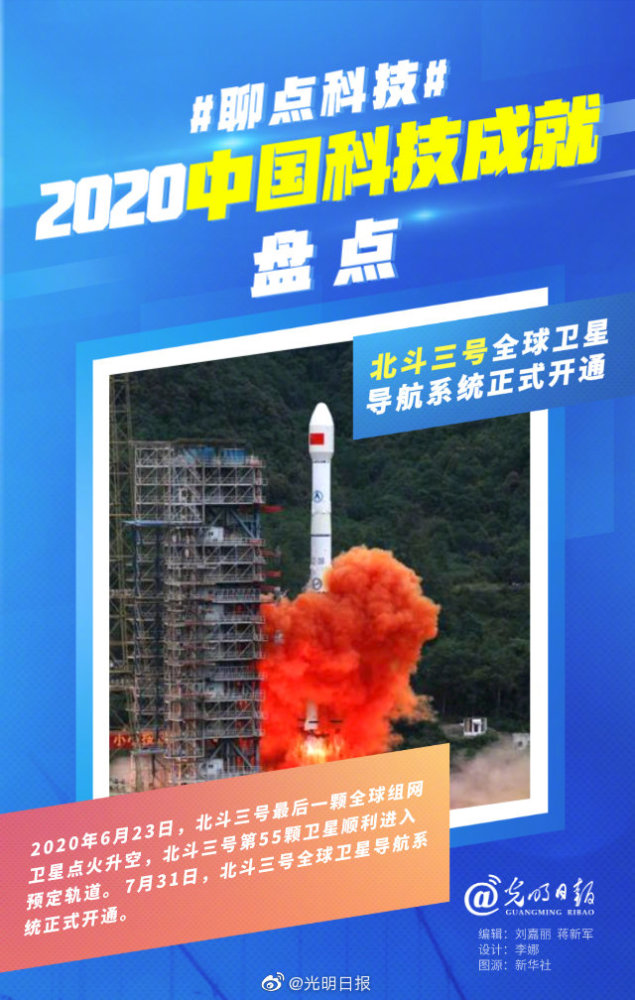 #聊点科技#
2020中国科技成就
盘点
北斗三号全球卫星
导航系统正式开通
2020年6月23日，北斗三号最后一颗全球组网
卫星点火升空，北斗三号第55颗卫星顺利进入
预定轨道。7月31日，北斗三号全球卫星导航系
统正式开通。
光明日报
GUANGMING RIBAO
编辑：刘嘉丽 蒋新军
设计：李娜
图源：新华社
@光明日报